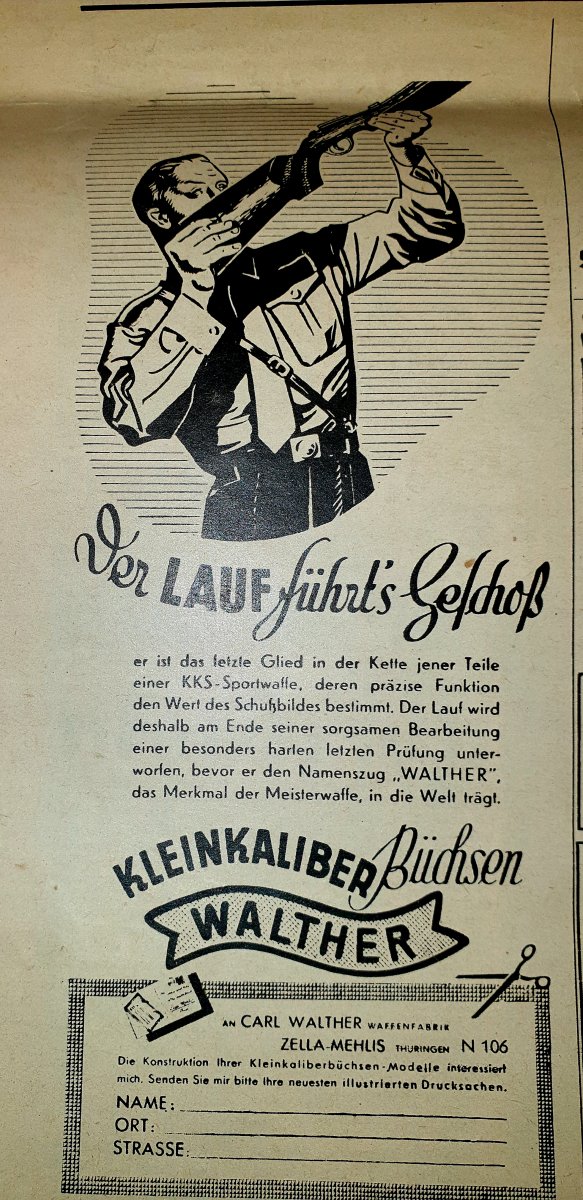 Der LAUF führt's Geschoß
er ist das letzte Glied in der Kette jener Teile
einer KKS-Sportwaffe, deren präzise Funktion
den Wert des Schußbildes bestimmt. Der Lauf wird
deshalb am Ende seiner sorgsamen Bearbeitung
einer besonders harten letzten Prüfung unter-
worfen, bevor er den Namenszug „WALTHER",
das Merkmal der Meisterwaffe, in die Welt trägt.
KLEINKALIBER Büchsen
WALTHER
AN CARL WALTHER WAFFENFABRIK
ZELLA-MEHLIS THÜRINGEN N 106
Die Konstruktion Ihrer Kleinkaliberbüchsen-Modelle interessiert
mich. Senden Sie mir bitte Ihre neuesten illustrierten Drucksachen.
NAME:
ORT:
STRASSE: